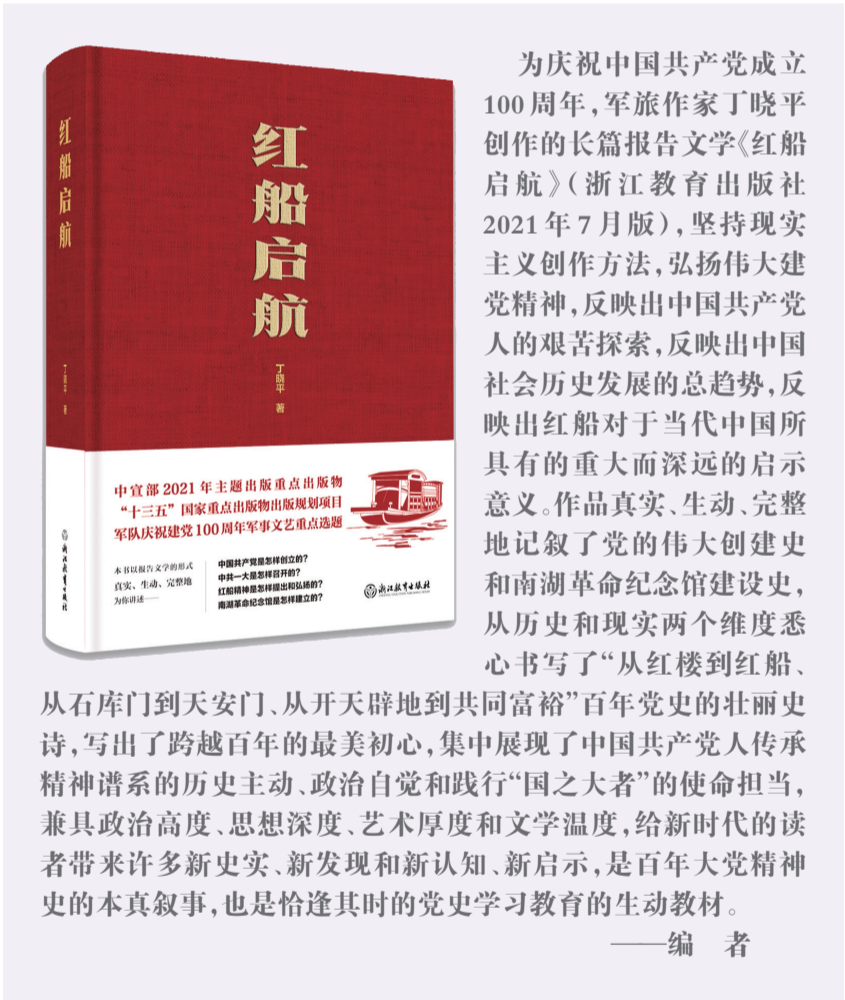 红船启航
丁晓平 著
浙江教育出版社
红船启航
丁晓平 著
中宣部2021年主题出版重点出版物
“十三五”国家重点出版物出版规划项目
军队庆祝建党100周年军事文艺重点选题
本书以报告文学的形式
真实、生动、完整地
为你讲述——
中国共产党是怎样创立的？
中共一大是怎样召开的？
红船精神是怎样提出和弘扬的？
南湖革命纪念馆是怎样建立的？
浙江教育出版社
为庆祝中国共产党成立
100周年，军旅作家丁晓平
创作的长篇报告文学《红船
启航》（浙江教育出版社
2021年7月版），坚持现实
主义创作方法，弘扬伟大建
党精神，反映出中国共产党
人的艰苦探索，反映出中国
社会历史发展的总趋势，反
映出红船对于当代中国所
具有的重大而深远的启示
意义。作品真实、生动、完整
地记叙了党的伟大创建史
和南湖革命纪念馆建设史，
从历史和现实两个维度悉
心书写了“从红楼到红船、
从石库门到天安门、从开天辟地到共同富裕”百年党史的壮丽史
诗，写出了跨越百年的最美初心，集中展现了中国共产党人传承
精神谱系的历史主动、政治自觉和践行“国之大者”的使命担当，
兼具政治高度、思想深度、艺术厚度和文学温度，给新时代的读
者带来许多新史实、新发现和新认知、新启示，是百年大党精神
史的本真叙事，也是恰逢其时的党史学习教育的生动教材。
——编 者